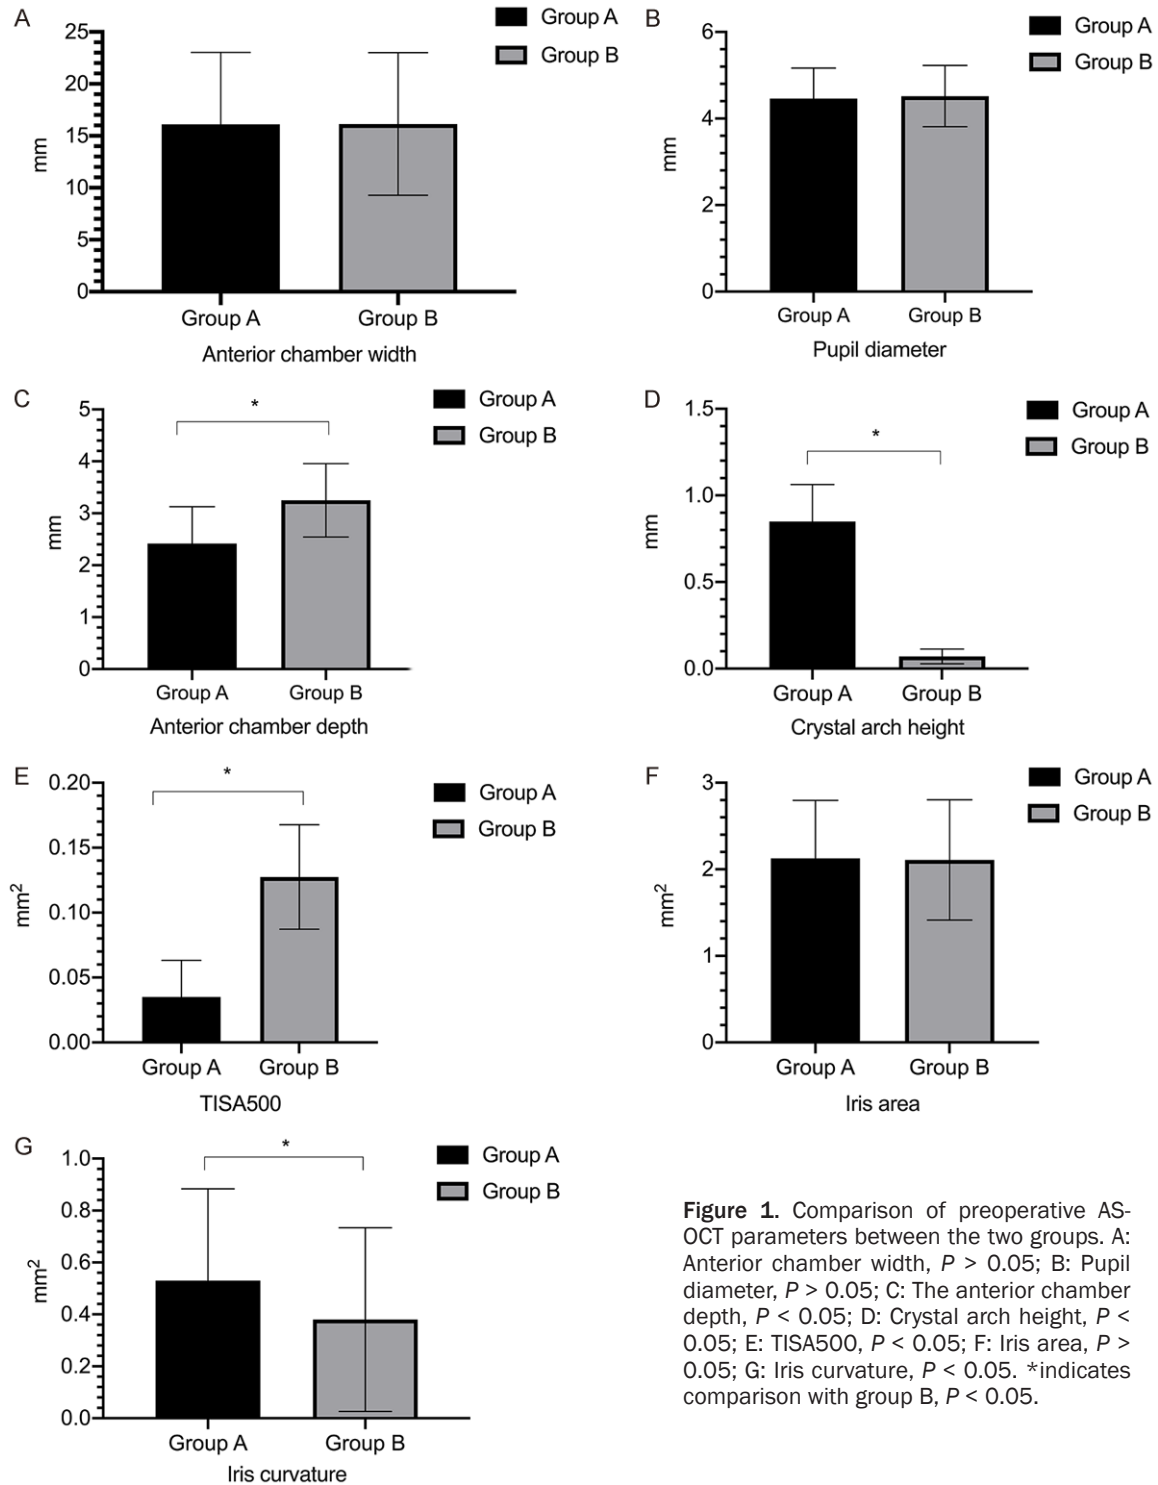 A
Group A
Group B
25
20
15
10
5
0
mm
Group A
Group B
Anterior chamber width
B
Group A
Group B
6
4
2
0
mm
Group A
Group B
Pupil diameter
C
Group A
Group B
*
5
4
3
2
1
0
mm
Group A
Group B
Anterior chamber depth
D
Group A
Group B
*
1.5
1.0
0.5
0.0
mm
Group A
Group B
Crystal arch height
E
Group A
Group B
*
0.20
0.15
0.10
0.05
0.00
mm²
Group A
Group B
TISA500
F
Group A
Group B
3
2
1
0
mm²
Group A
Group B
Iris area
G
Group A
Group B
*
1.0
0.8
0.6
0.4
0.2
0.0
mm²
Group A
Group B
Iris curvature
Figure 1. Comparison of preoperative AS-
OCT parameters between the two groups. A:
Anterior chamber width, P > 0.05; B: Pupil
diameter, P > 0.05; C: The anterior chamber
depth, P < 0.05; D: Crystal arch height, P <
0.05; E: TISA500, P < 0.05; F: Iris area, P >
0.05; G: Iris curvature, P < 0.05. *indicates
comparison with group B, P < 0.05.